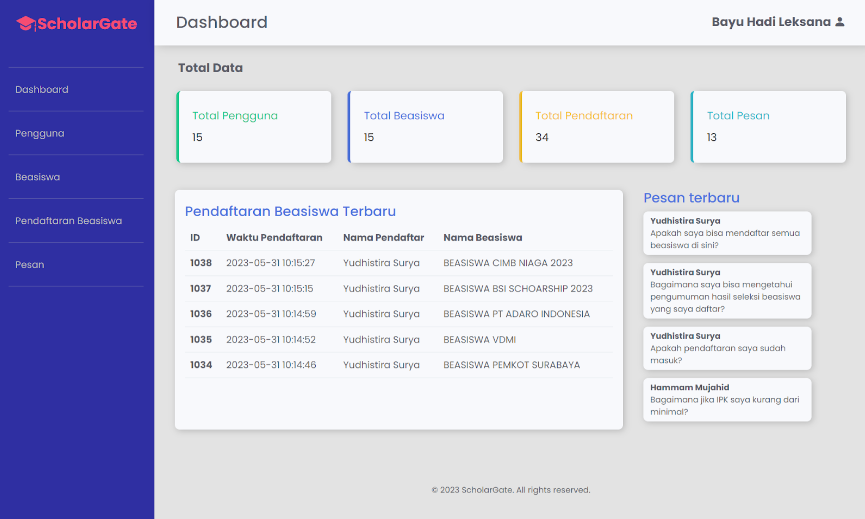 ScholarGate
Dashboard
Bayu Hadi Leksana
Dashboard
Pengguna
Beasiswa
Pendaftaran Beasiswa
Pesan
Total Data
Total Pengguna
15
Total Beasiswa
15
Total Pendaftaran
34
Total Pesan
13
Pendaftaran Beasiswa Terbaru
ID Waktu Pendaftaran Nama Pendaftar Nama Beasiswa
1038 2023-05-31 10:15:27 Yudhistira Surya BEASISWA CIMB NIAGA 2023
1037 2023-05-31 10:15:15 Yudhistira Surya BEASISWA BSI SCHOARSHIP 2023
1036 2023-05-31 10:14:59 Yudhistira Surya BEASISWA PT ADARO INDONESIA
1035 2023-05-31 10:14:52 Yudhistira Surya BEASISWA VDMI
1034 2023-05-31 10:14:46 Yudhistira Surya BEASISWA PEMKOT SURABAYA
Pesan terbaru
Yudhistira Surya
Apakah saya bisa mendaftar semua
beasiswa di sini?
Yudhistira Surya
Bagaimana saya bisa mengetahui
pengumuman hasil seleksi beasiswa
yang saya daftar?
Yudhistira Surya
Apakah pendaftaran saya sudah
masuk?
Hammam Mujahid
Bagaimana jika IPK saya kurang dari
minimal?
© 2023 ScholarGate. All rights reserved.